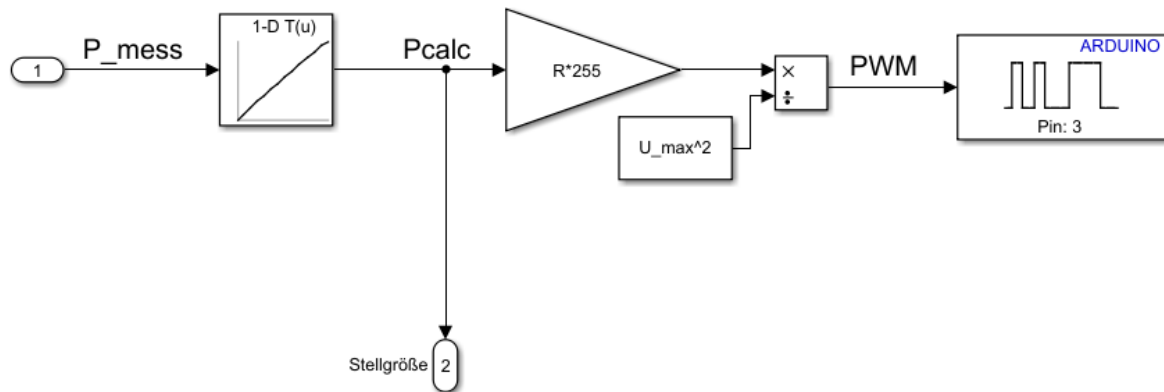 1
P_mess
1-D T(u)
Pcalc
R*255
×
÷
U_max^2
PWM
ARDUINO
Pin: 3
Stellgröße
2